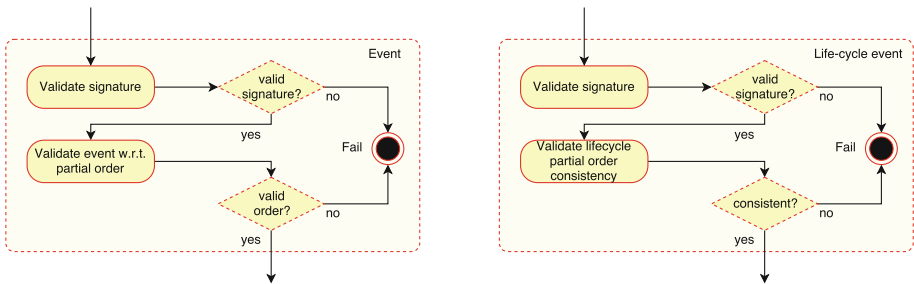 Event
Validate signature
valid
signature?
no
yes
Validate event w.r.t.
partial order
Fail
valid
order?
no
yes
Life-cycle event
Validate signature
valid
signature?
no
yes
Validate lifecycle
partial order
consistency
Fail
consistent?
no
yes